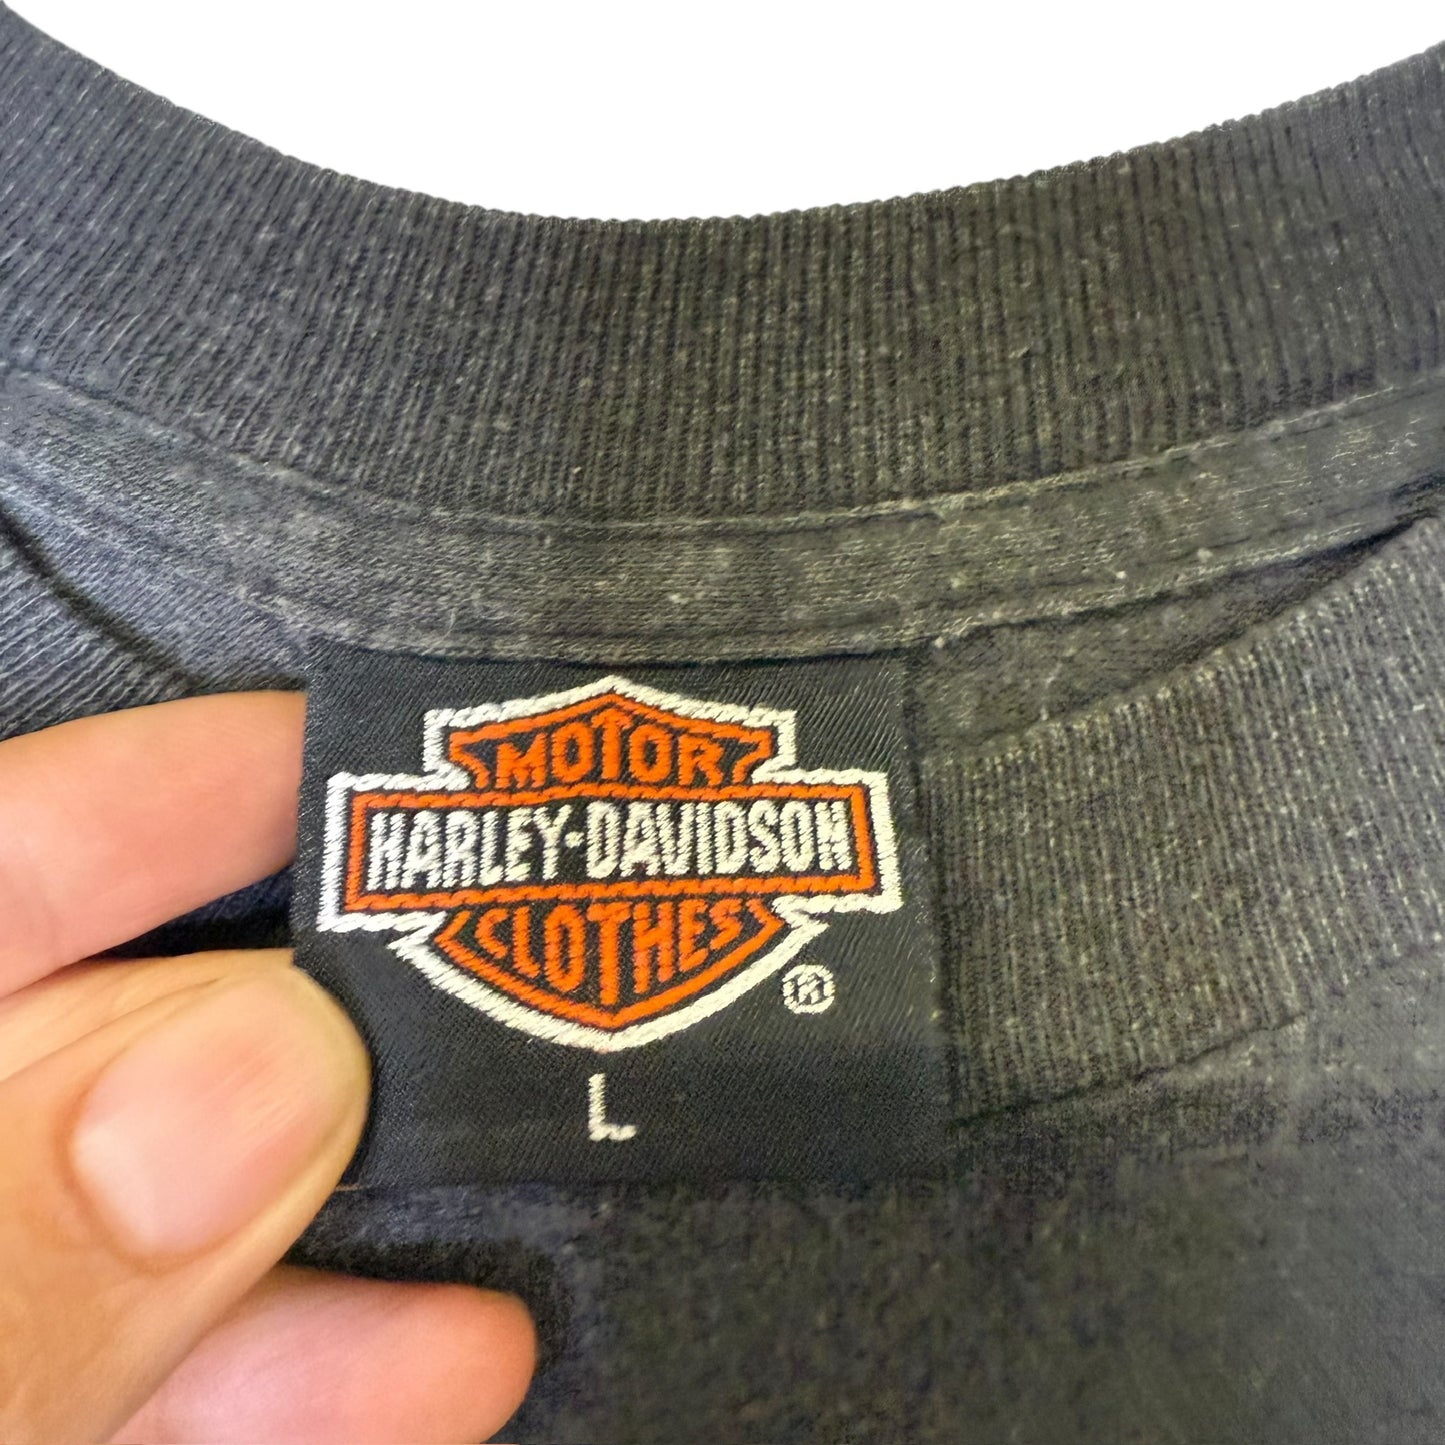 MOTOR
HARLEY-DAVIDSON
CLOTHES
®
L